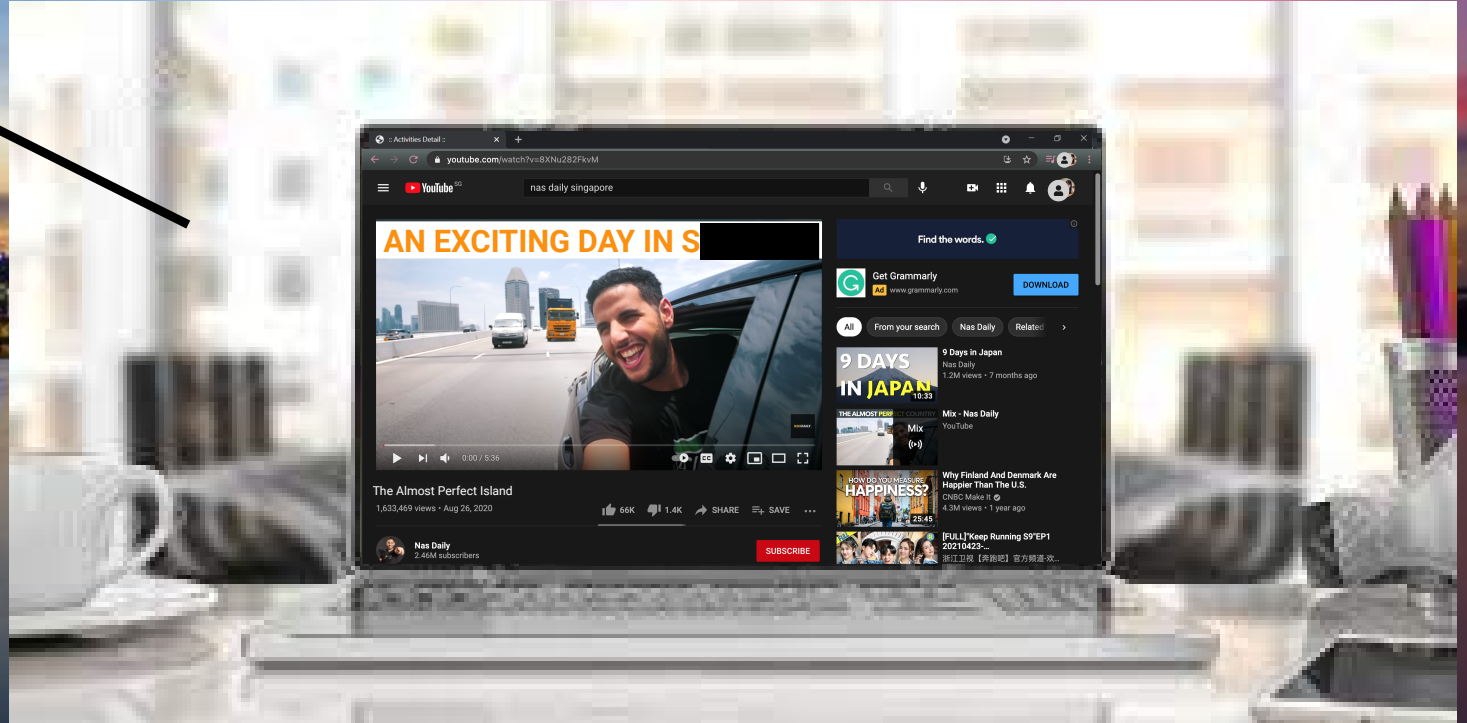 :: Activities Detail ::
youtube.com/watch?v=8XNu282FkvM
YouTube SG
nas daily singapore
AN EXCITING DAY IN S
Find the words.
Get Grammarly
Ad www.grammarly.com
DOWNLOAD
All From your search Nas Daily Related
9 DAYS
IN JAPAN
10:33
9 Days in Japan
Nas Daily
1.2M views • 7 months ago
THE ALMOST PERFECT COUNTRY
Mix
Mix - Nas Daily
YouTube
HOW DO YOU MEASURE
HAPPINESS?
25:45
Why Finland And Denmark Are
Happier Than The U.S.
CNBC Make It
4.3M views • 1 year ago
[FULL]"Keep Running S9"EP1
20210423-...
浙江卫视【奔跑吧】官方频道-欢...
0:00 / 5:36
CC
The Almost Perfect Island
1,633,469 views • Aug 26, 2020
66K 1.4K SHARE SAVE
Nas Daily
2.46M subscribers
SUBSCRIBE